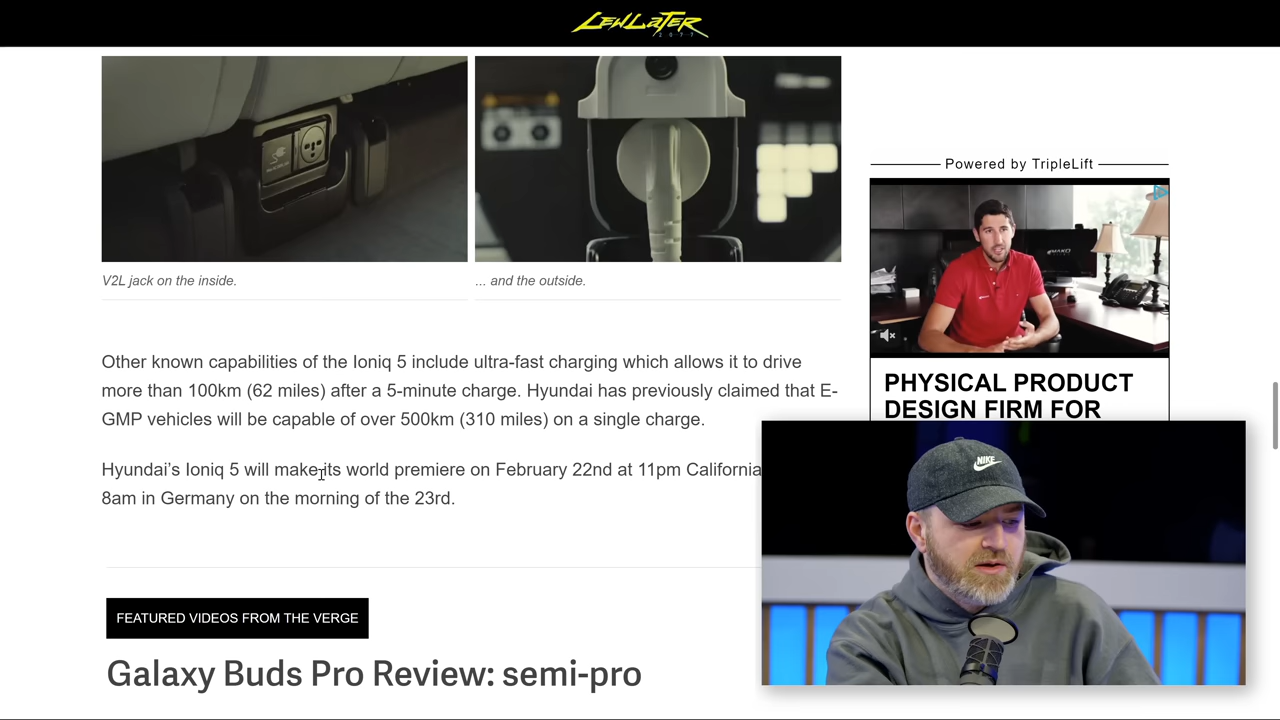 LEWLATER
2077
V2L jack on the inside.
... and the outside.
Other known capabilities of the Ioniq 5 include ultra-fast charging which allows it to drive
more than 100km (62 miles) after a 5-minute charge. Hyundai has previously claimed that E-
GMP vehicles will be capable of over 500km (310 miles) on a single charge.
Hyundai’s Ioniq 5 will make its world premiere on February 22nd at 11pm California
8am in Germany on the morning of the 23rd.
FEATURED VIDEOS FROM THE VERGE
Galaxy Buds Pro Review: semi-pro
Powered by TripleLift
PHYSICAL PRODUCT
DESIGN FIRM FOR
NIKE